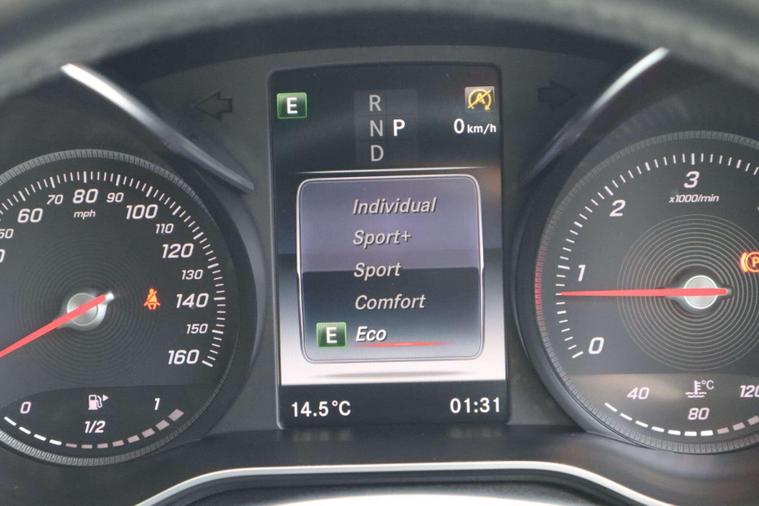 E
R
N P
D
0 km/h
Individual
Sport+
Sport
Comfort
E Eco
14.5°C
01:31
60
70
80
90
100
110
120
130
140
150
160
mph
0
1/2
1
0
1
2
3
x1000/min
P
40
80
120
°C